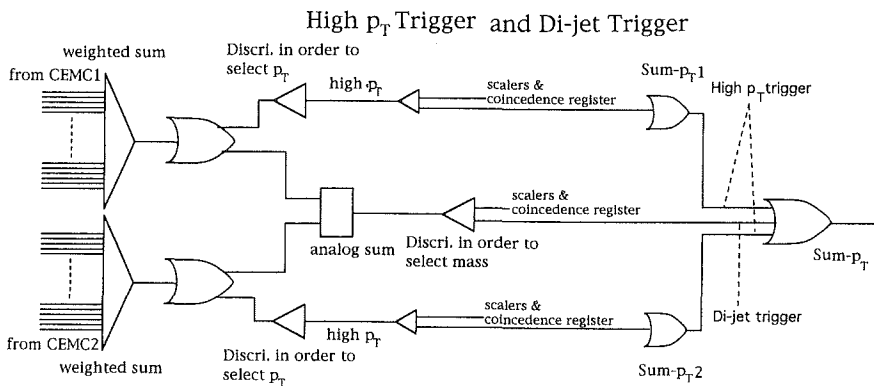 High pT Trigger and Di-jet Trigger
weighted sum
from CEMC1
Discri. in order to
select pT
high pT
scalers &
coincedence register
Sum-pT1
High pT trigger
analog sum
Discri. in order to
select mass
scalers &
coincedence register
Sum-pT
Di-jet trigger
from CEMC2
weighted sum
Discri. in order to
select pT
high pT
scalers &
coincedence register
Sum-pT2